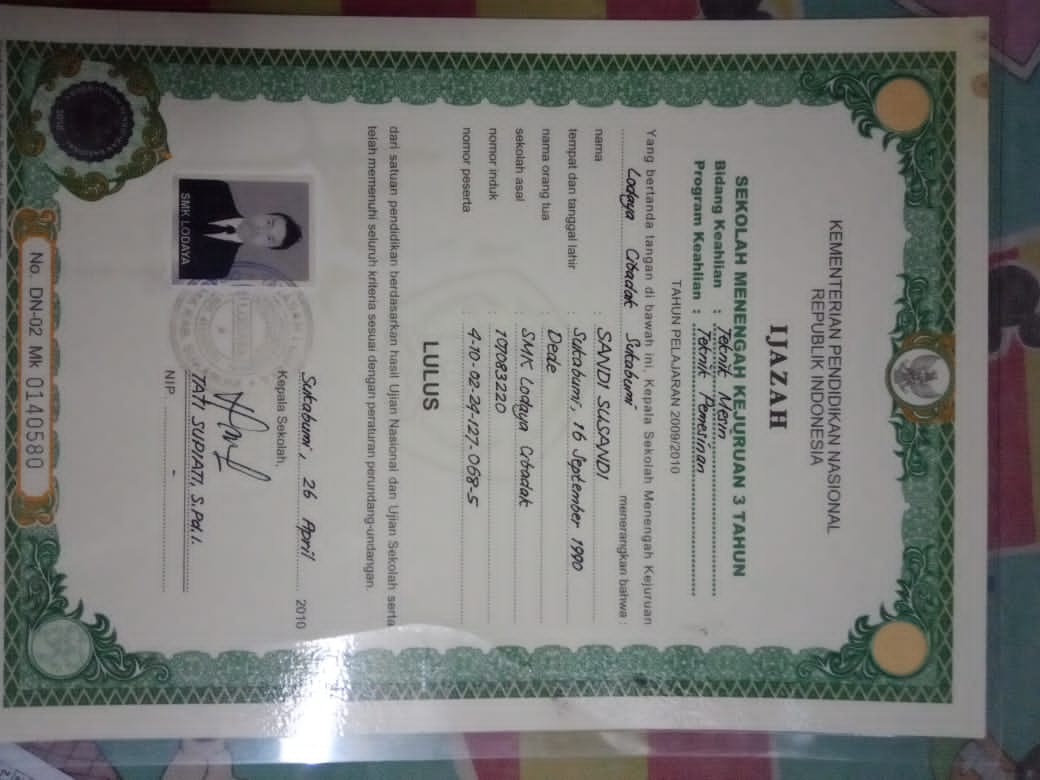 KEMENTERIAN PENDIDIKAN NASIONAL
REPUBLIK INDONESIA
IJAZAH
SEKOLAH MENENGAH KEJURUAN 3 TAHUN
Bidang Keahlian : Teknik Mesin
Program Keahlian : Teknik Pemesinan
TAHUN PELAJARAN 2009/2010
Yang bertanda tangan di bawah ini, Kepala Sekolah Menengah Kejuruan
Lodaya Cibadak Sukabumi menerangkan bahwa :
nama : SANDI SUSANDI
tempat dan tanggal lahir : Sukabumi, 16 September 1990
nama orang tua : Dede
sekolah asal : SMK Lodaya Cibadak
nomor induk : 107083220
nomor peserta : 4-10-02-24-127-068-5
LULUS
dari satuan pendidikan berdasarkan hasil Ujian Nasional dan Ujian Sekolah serta
telah memenuhi seluruh kriteria sesuai dengan peraturan perundang-undangan.
Sukabumi, 26 April 2010
Kepala Sekolah,
SMK LODAYA
TATI SUPIATI, S.Pd.I.
NIP. -
No. DN-02 Mk 0140580